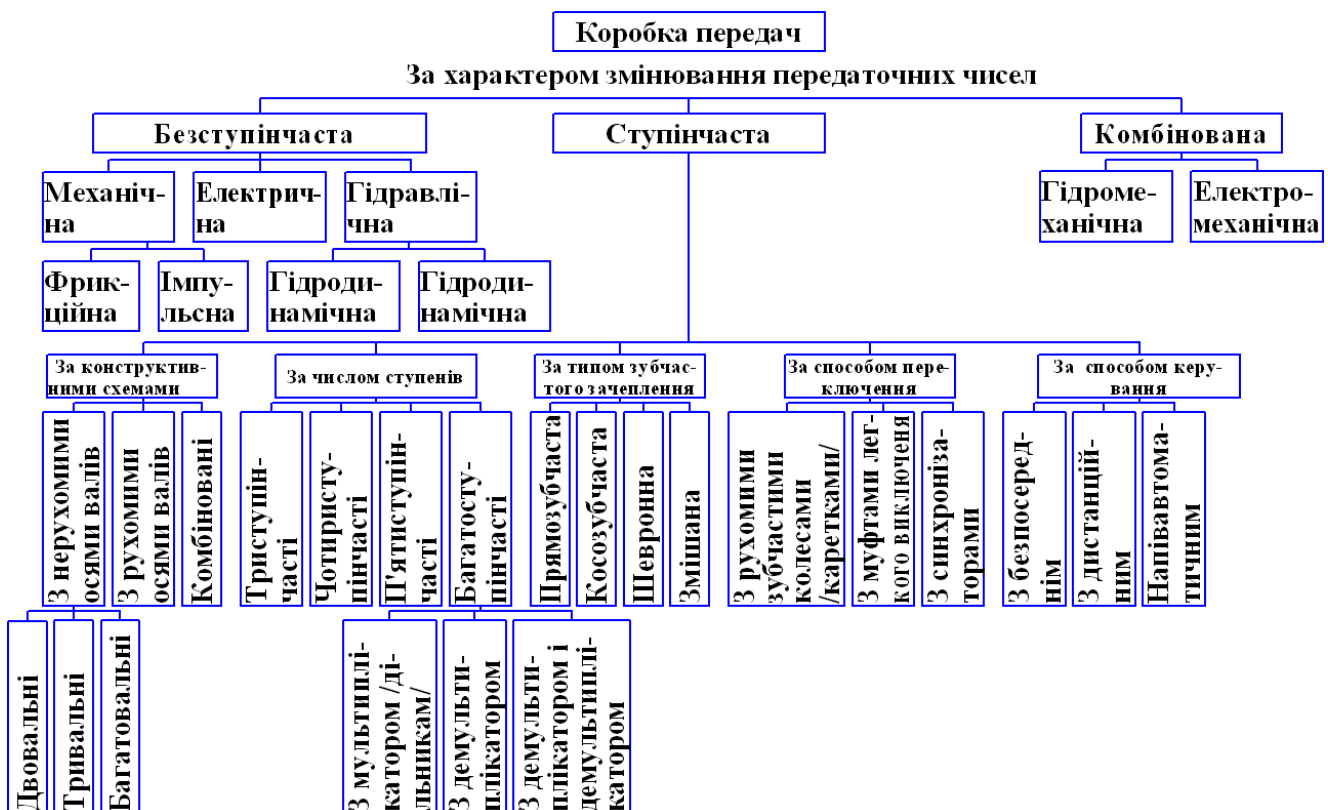 Коробка передач
За характером змінювання передаточних чисел
Безступінчаста
Ступінчаста
Комбінована
Механіч-
на
Електрич-
на
Гідравлі-
чна
Гідроме-
ханічна
Електро-
механічна
Фрик-
ційна
Імпу-
льсна
Гідроди-
намічна
Гідроди-
намічна
За конструктив-
ними схемами
За числом ступенів
За типом зубчас-
того зачеплення
За способом пере-
ключення
За способом керу-
вання
З нерухомими
осями валів
З рухомими
осями валів
Комбіновані
Триступін-
часті
Чотиристу-
пінчасті
П'ятиступін-
часті
Багатосту-
пінчасті
Прямозубчаста
Косозубчаста
Шевронна
Змішана
З рухомими
зубчастими
колесами
/каретками/
З муфтами лег-
кого виключеня
З синхроніза-
торами
З безпосеред-
нім
З дистанцій-
ним
Напівавтома-
тичним
Двовальні
Тривальні
Багатовальні
З мультиплі-
катором /ді-
льникам/
З демульти-
плікатором
З демульти-
плікатором і
демультиплі-
катором